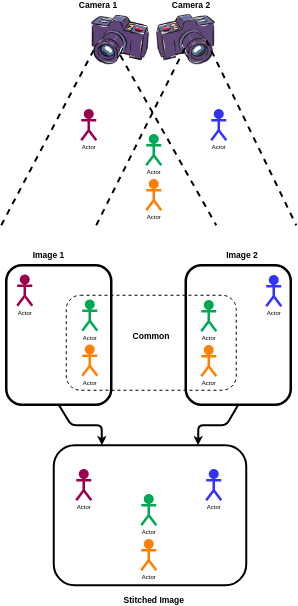 Camera 1 Camera 2
Actor Actor
Actor
Actor
Image 1 Image 2
Actor Actor
Actor Common Actor
Actor Actor
Actor Actor
Actor
Actor
Stitched Image